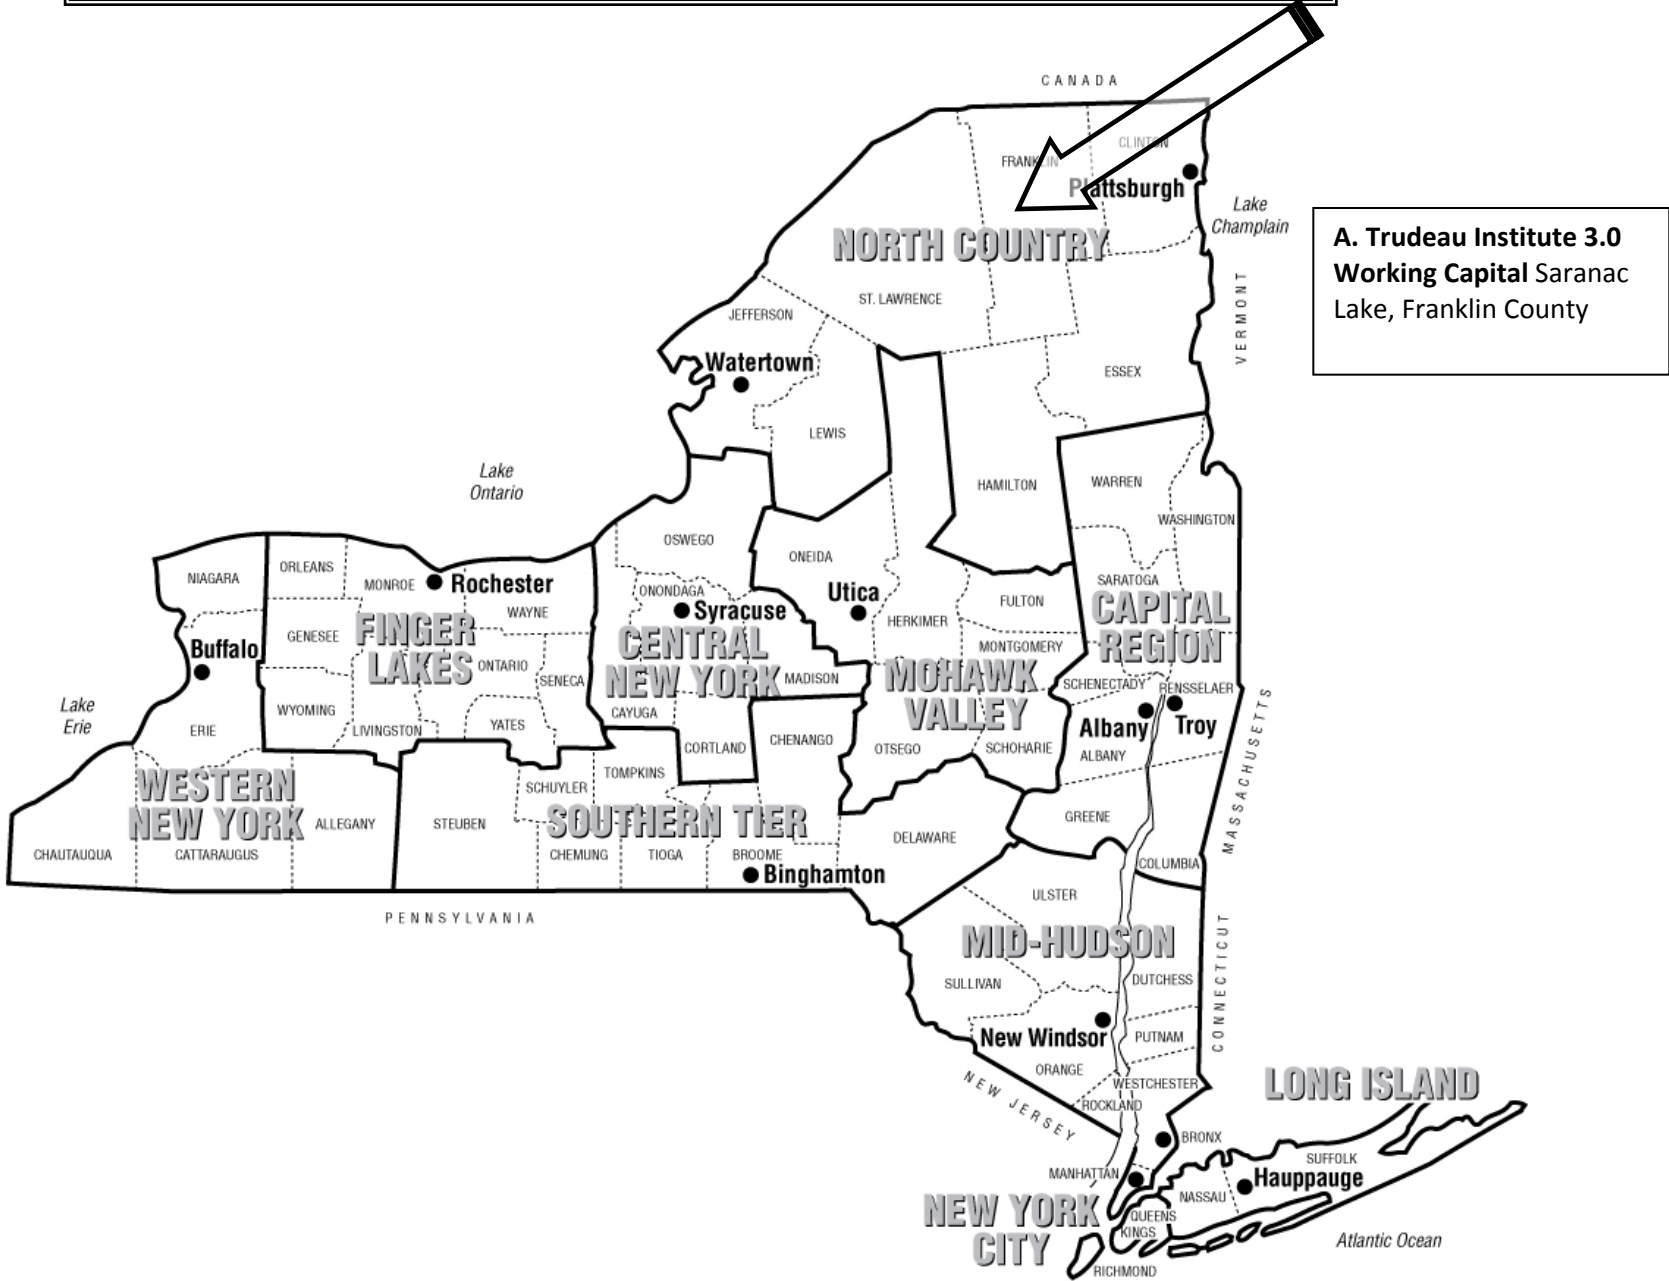 CANADA
CLINTON
FRANKLIN
Plattsburgh
Lake
Champlain
NORTH COUNTRY
A. Trudeau Institute 3.0
Working Capital Saranac
Lake, Franklin County
VERMONT
ST. LAWRENCE
JEFFERSON
Watertown
ESSEX
LEWIS
Lake
Ontario
HAMILTON
WARREN
WASHINGTON
OSWEGO
ONEIDA
NIAGARA
ORLEANS
MONROE
Rochester
ONONDAGA
Syracuse
Utica
SARATOGA
FULTON
WAYNE
HERKIMER
CAPITAL
REGION
GENESEE
FINGER
LAKES
CENTRAL
NEW YORK
MONTGOMERY
Buffalo
ONTARIO
SENECA
MADISON
MOHAWK
VALLEY
SCHENECTADY
RENSSELAER
Lake
Erie
WYOMING
CAYUGA
Albany
Troy
MASSACHUSETTS
ERIE
LIVINGSTON
YATES
CORTLAND
CHENANGO
OTSEGO
SCHOHARIE
ALBANY
WESTERN
NEW YORK
TOMPKINS
SCHUYLER
SOUTHERN TIER
ALLEGANY
STEUBEN
GREENE
DELAWARE
CHAUTAUQUA
CATTARAUGUS
CHEMUNG
TIOGA
BROOME
Binghamton
COLUMBIA
ULSTER
PENNSYLVANIA
MID-HUDSON
CONNECTICUT
SULLIVAN
DUTCHESS
New Windsor
PUTNAM
ORANGE
WESTCHESTER
NEW JERSEY
ROCKLAND
LONG ISLAND
BRONX
SUFFOLK
MANHATTAN
Hauppauge
NASSAU
NEW YORK
CITY
QUEENS
KINGS
Atlantic Ocean
RICHMOND